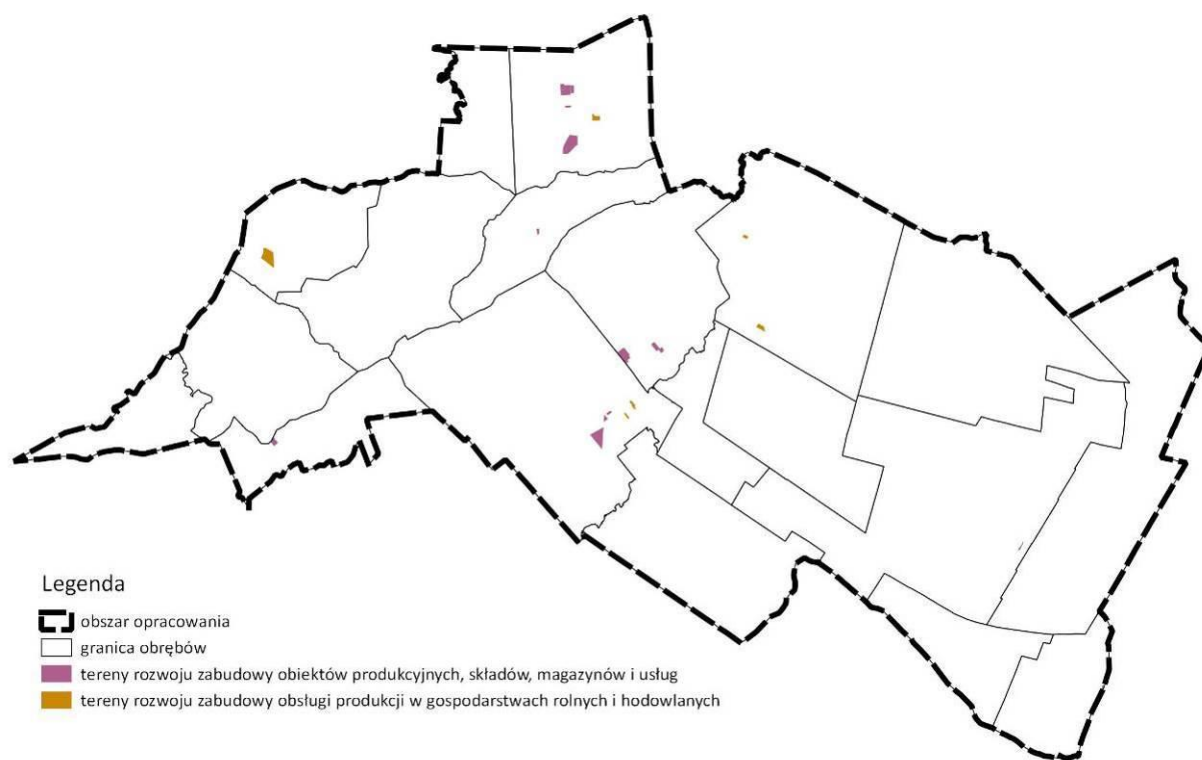 Legenda
obszar opracowania
granica obrębów
tereny rozwoju zabudowy obiektów produkcyjnych, składów, magazynów i usług
tereny rozwoju zabudowy obsługi produkcji w gospodarstwach rolnych i hodowlanych